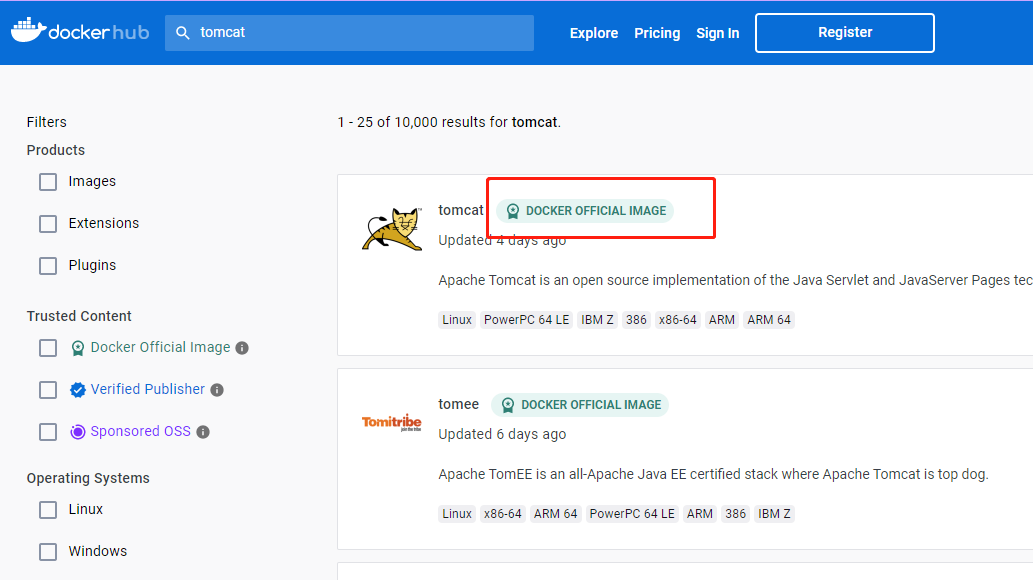 docker hub
tomcat
Explore Pricing Sign In Register
Filters
Products
Images
Extensions
Plugins
Trusted Content
Docker Official Image
Verified Publisher
Sponsored OSS
Operating Systems
Linux
Windows
1 - 25 of 10,000 results for tomcat.
tomcat DOCKER OFFICIAL IMAGE
Updated 4 days ago
Apache Tomcat is an open source implementation of the Java Servlet and JavaServer Pages tec
Linux PowerPC 64 LE IBM Z 386 x86-64 ARM ARM 64
Tomitribe
tomee DOCKER OFFICIAL IMAGE
Updated 6 days ago
Apache TomEE is an all-Apache Java EE certified stack where Apache Tomcat is top dog.
Linux x86-64 ARM 64 PowerPC 64 LE ARM 386 IBM Z